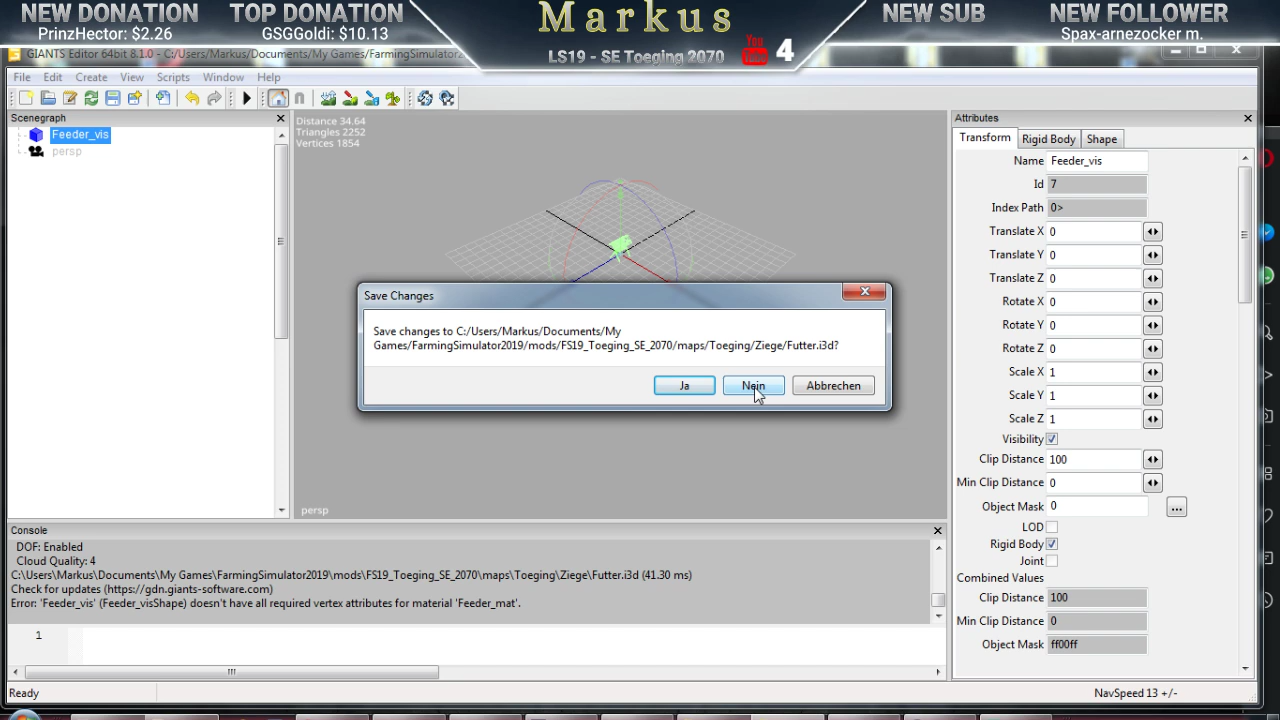 NEW DONATION
PrinzHector: $2.26
TOP DONATION
GSGGoldi: $10.13
Markus
LS19 - SE Toeging 2070
You Tube
4
NEW SUB
NEW FOLLOWER
Spax-arnezocker m.
GIANTS Editor 64bit 8.1.0 - C:/Users/Markus/Documents/My Games/FarmingSimulator2
File Edit Create View Scripts Window Help
Scenegraph
Feeder_vis
persp
Distance 34.64
Triangles 2252
Vertices 1854
persp
Save Changes
Save changes to C:/Users/Markus/Documents/My
Games/FarmingSimulator2019/mods/FS19_Toeging_SE_2070/maps/Toeging/Ziege/Futter.i3d?
Ja Nein Abbrechen
Attributes
Transform Rigid Body Shape
Name Feeder_vis
Id 7
Index Path 0>
Translate X 0
Translate Y 0
Translate Z 0
Rotate X 0
Rotate Y 0
Rotate Z 0
Scale X 1
Scale Y 1
Scale Z 1
Visibility
Clip Distance 100
Min Clip Distance 0
Object Mask 0 ...
LOD
Rigid Body
Joint
Combined Values
Clip Distance 100
Min Clip Distance 0
Object Mask ff00ff
Console
DOF: Enabled
Cloud Quality: 4
C:\Users\Markus\Documents\My Games\FarmingSimulator2019\mods\FS19_Toeging_SE_2070\maps\Toeging\Ziege\Futter.i3d (41.30 ms)
Check for updates (https://gdn.giants-software.com)
Error: 'Feeder_vis' (Feeder_visShape) doesn't have all required vertex attributes for material 'Feeder_mat'.
1
Ready
NavSpeed 13 +/-